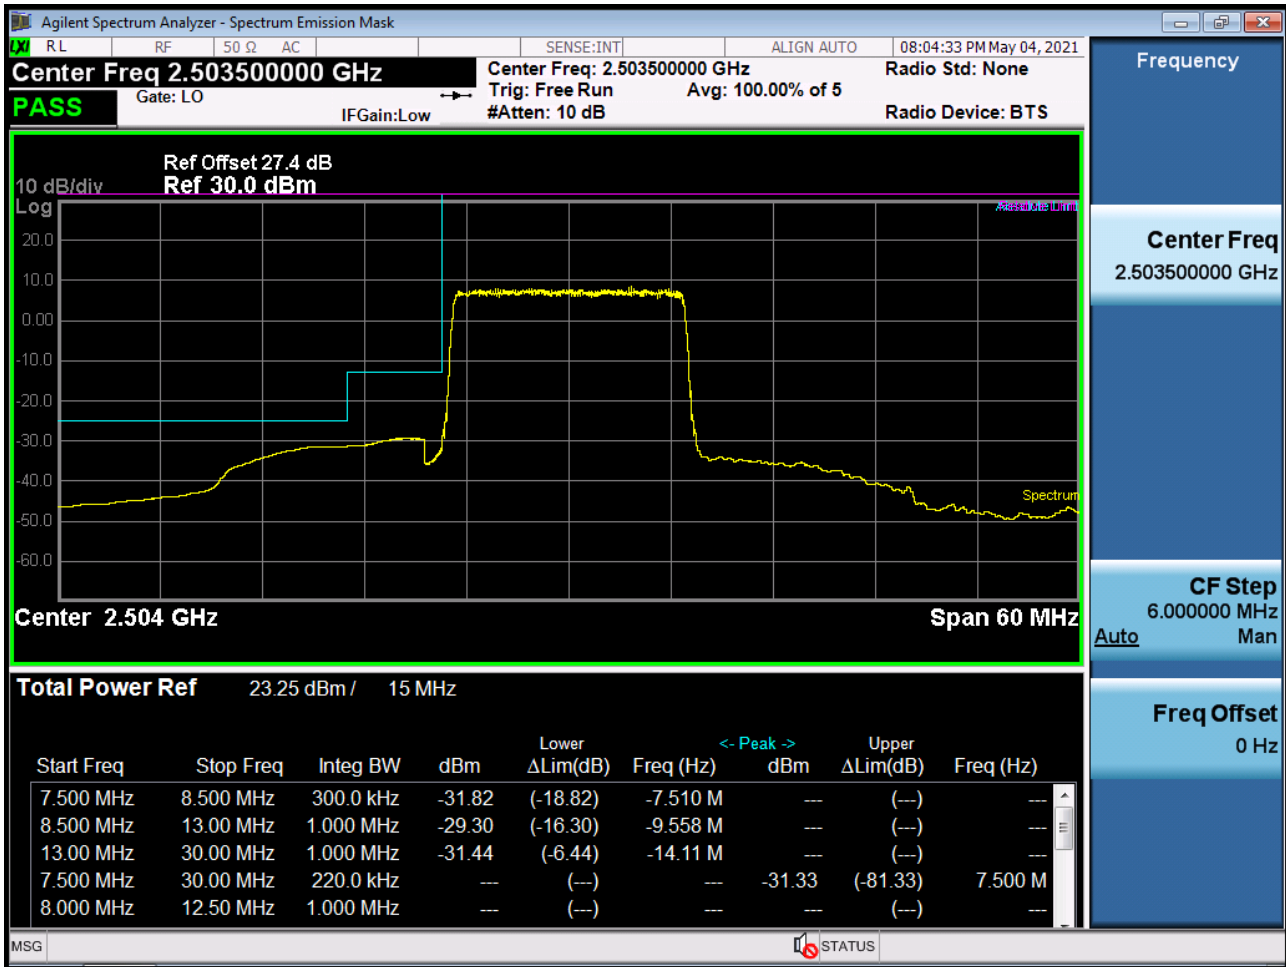 Agilent Spectrum Analyzer - Spectrum Emission Mask
LXI RL RF 50 Ω AC SENSE:INT ALIGN AUTO 08:04:33 PM May 04, 2021
Center Freq 2.503500000 GHz
Center Freq: 2.503500000 GHz
Radio Std: None
PASS
Gate: LO
Trig: Free Run
Avg: 100.00% of 5
IFGain:Low
#Atten: 10 dB
Radio Device: BTS
Ref Offset 27.4 dB
10 dB/div
Ref 30.0 dBm
Log
Absolute Limit
20.0
10.0
0.00
-10.0
-20.0
-30.0
-40.0
Spectrum
-50.0
-60.0
Center 2.504 GHz
Span 60 MHz
Total Power Ref 23.25 dBm / 15 MHz
Lower <- Peak -> Upper
Start Freq Stop Freq Integ BW dBm ΔLim(dB) Freq (Hz) dBm ΔLim(dB) Freq (Hz)
7.500 MHz 8.500 MHz 300.0 kHz -31.82 (-18.82) -7.510 M --- (---) ---
8.500 MHz 13.00 MHz 1.000 MHz -29.30 (-16.30) -9.558 M --- (---) ---
13.00 MHz 30.00 MHz 1.000 MHz -31.44 (-6.44) -14.11 M --- (---) ---
7.500 MHz 30.00 MHz 220.0 kHz --- (---) --- -31.33 (-81.33) 7.500 M
8.000 MHz 12.50 MHz 1.000 MHz --- (---) --- --- (---) ---
MSG
STATUS
Frequency
Center Freq
2.503500000 GHz
CF Step
6.000000 MHz
Auto Man
Freq Offset
0 Hz